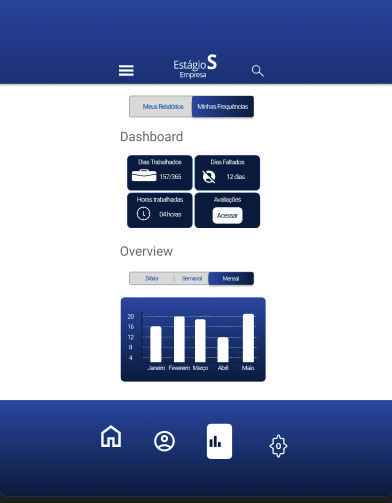 Estágio S
Empresa
Meus Relatórios Minhas Frequências
Dashboard
Dias Trabalhados Dias Faltados
157/365 12 dias
Horas trabalhadas Avaliações
04 horas Acessar
Overview
Diária Semanal Mensal
20
16
12
8
4
Janeiro Fevereiro Março Abril Maio